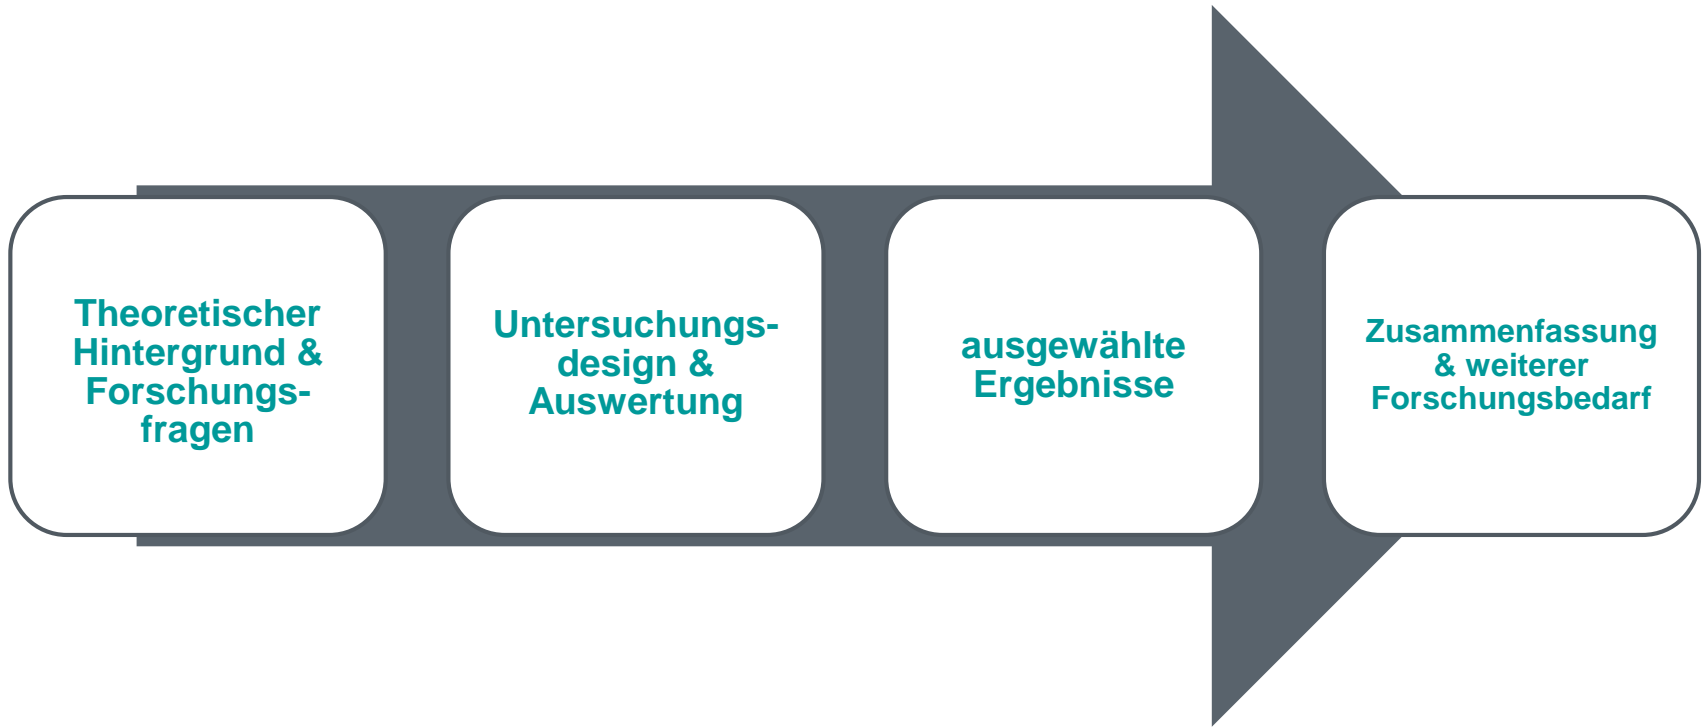 Theoretischer
Hintergrund &
Forschungs-
fragen
Untersuchungs-
design &
Auswertung
ausgewählte
Ergebnisse
Zusammenfassung
& weiterer
Forschungsbedarf